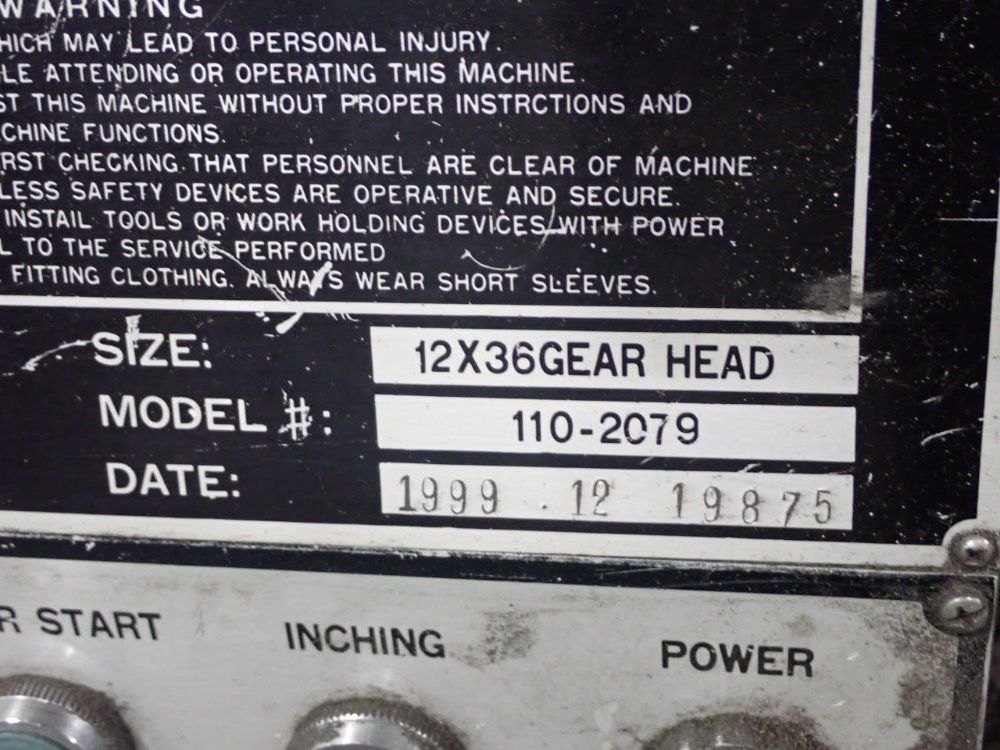 WARNING
HICH MAY LEAD TO PERSONAL INJURY.
LE ATTENDING OR OPERATING THIS MACHINE.
ST THIS MACHINE WITHOUT PROPER INSTRCTIONS AND
CHINE FUNCTIONS.
RST CHECKING THAT PERSONNEL ARE CLEAR OF MACHINE
LESS SAFETY DEVICES ARE OPERATIVE AND SECURE.
INSTAIL TOOLS OR WORK HOLDING DEVICES WITH POWER
L TO THE SERVICE PERFORMED
FITTING CLOTHING. ALWAYS WEAR SHORT SLEEVES.
SIZE: 12X36GEAR HEAD
MODEL #: 110-2079
DATE: 1999 . 12 19875
R START INCHING POWER